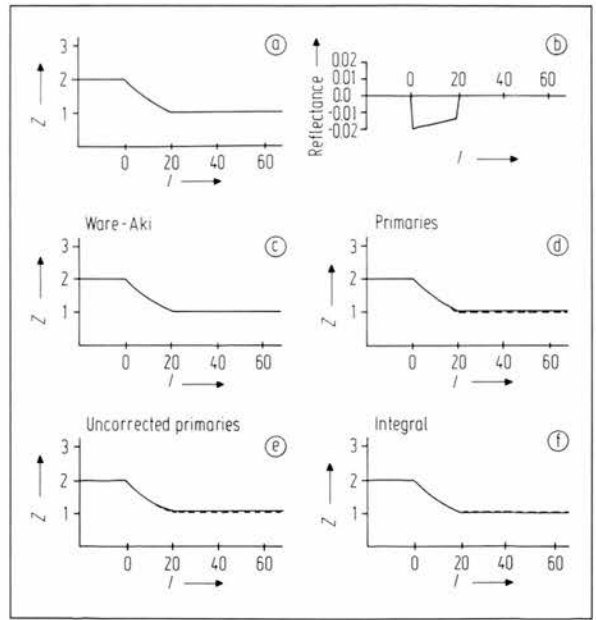 3
2
1
Z
0 20 40 60
l
a
Reflectance
0.02
0.01
0.0
-0.01
-0.02
0 20 40 60
l
b
Ware-Aki
3
2
1
Z
0 20 40 60
l
c
Primaries
3
2
1
Z
0 20 40 60
l
d
Uncorrected primaries
3
2
1
Z
0 20 40 60
l
e
Integral
3
2
1
Z
0 20 40 60
l
f